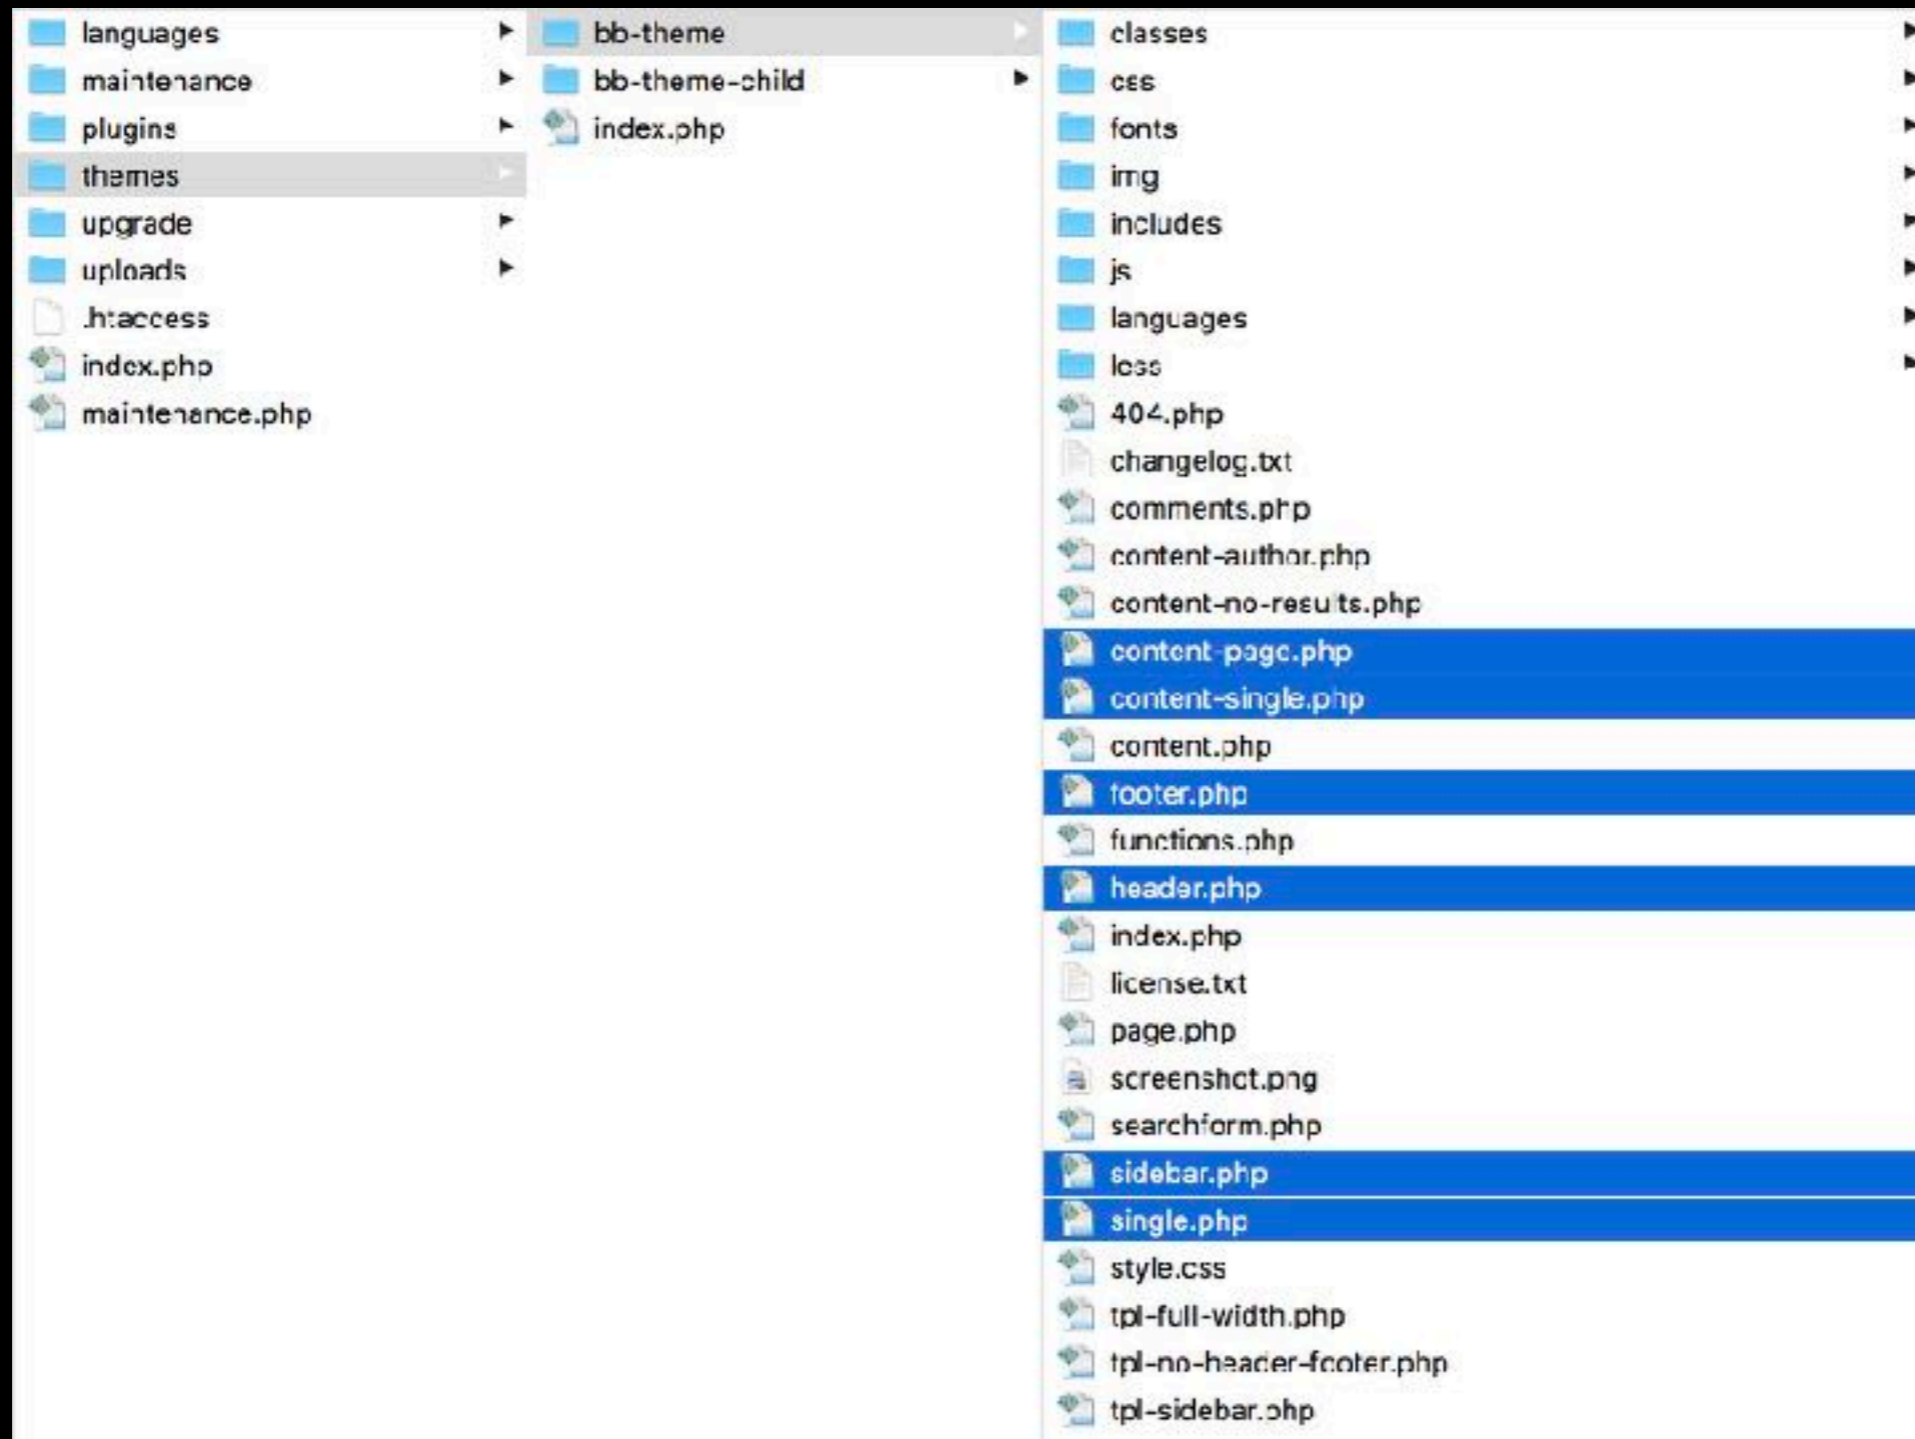 languages
maintenance
plugins
themes
upgrade
uploads
.htaccess
index.php
maintenance.php
bb-theme
bb-theme-child
index.php
classes
css
fonts
img
includes
js
languages
less
404.php
changelog.txt
comments.php
content-author.php
content-no-results.php
content-page.php
content-single.php
content.php
footer.php
functions.php
header.php
index.php
license.txt
page.php
screenshot.png
searchform.php
sidebar.php
single.php
style.css
tpl-full-width.php
tpl-no-header-footer.php
tpl-sidebar.php